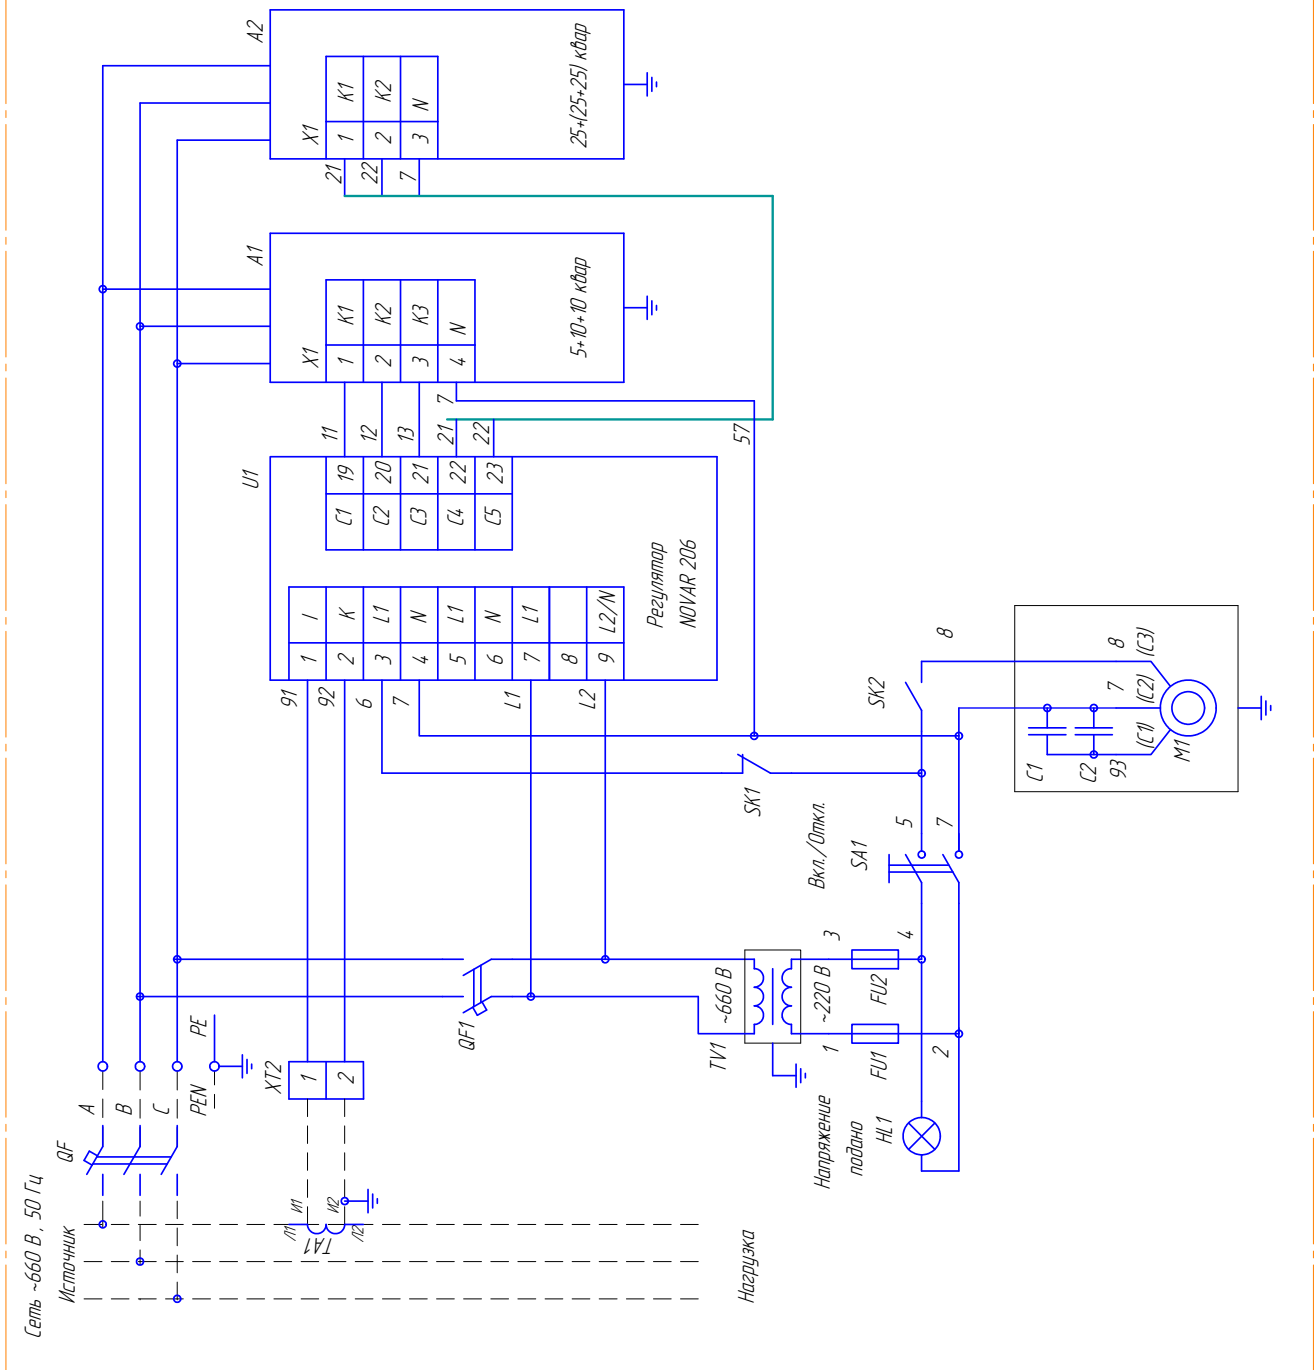 Сеть ~660 В, 50 Гц
Источник
QF
A
B
C
PEN
PE
Л1
И1
И2
Л2
ТА1
Нагрузка
XT2
1
2
QF1
91
92
6
7
L1
L2
U1
1 I
2 K
3 L1
4 N
5 L1
6 N
7 L1
8
9 L2/N
C1 19
C2 20
C3 21
C4 22
C5 23
Регулятор
NOVAR 206
11
12
13
21
22
7
57
A1
X1
1 K1
2 K2
3 K3
4 N
5+10+10 квар
A2
X1
1 K1
2 K2
3 N
25+(25+25) квар
21
22
7
TV1
~660 В
~220 В
1
3
FU1
FU2
2
4
Напряжение
подано
HL1
Вкл./Откл.
SA1
5
7
SK1
SK2
8
C1
C2
93
7
8
(C1)
(C2)
(C3)
M1